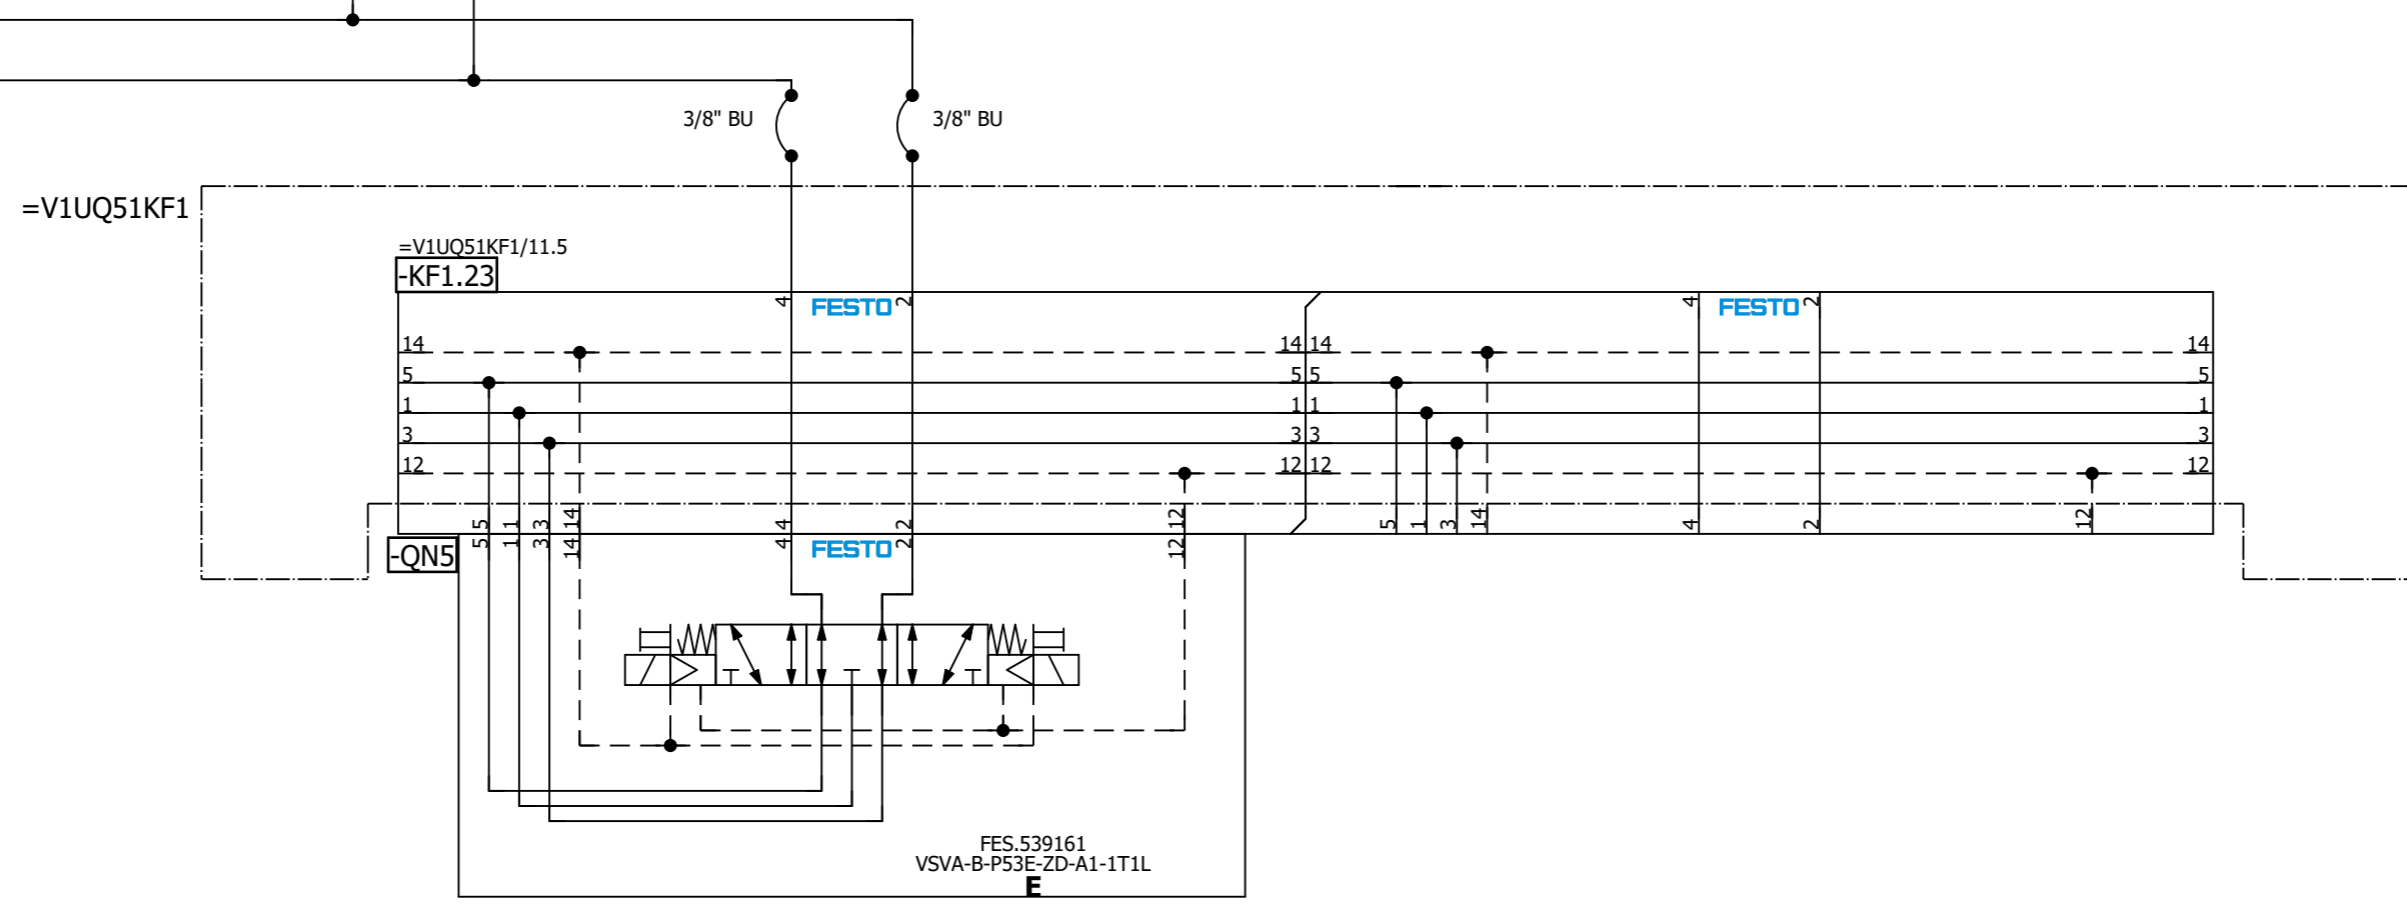 3/8" BU 3/8" BU
=V1UQ51KF1
=V1UQ51KF1/11.5
-KF1.23
4 FESTO 2 4 FESTO 2
14 14 14 14
5 5 5 5
1 1 1 1
3 3 3 3
12 12 12 12
5 1 3 14 4 2 12 5 1 3 14 4 2 12
-QN5
5 1 3 14 4 FESTO 2 12
FES.539161
VSVA-B-P53E-ZD-A1-1T1L
E